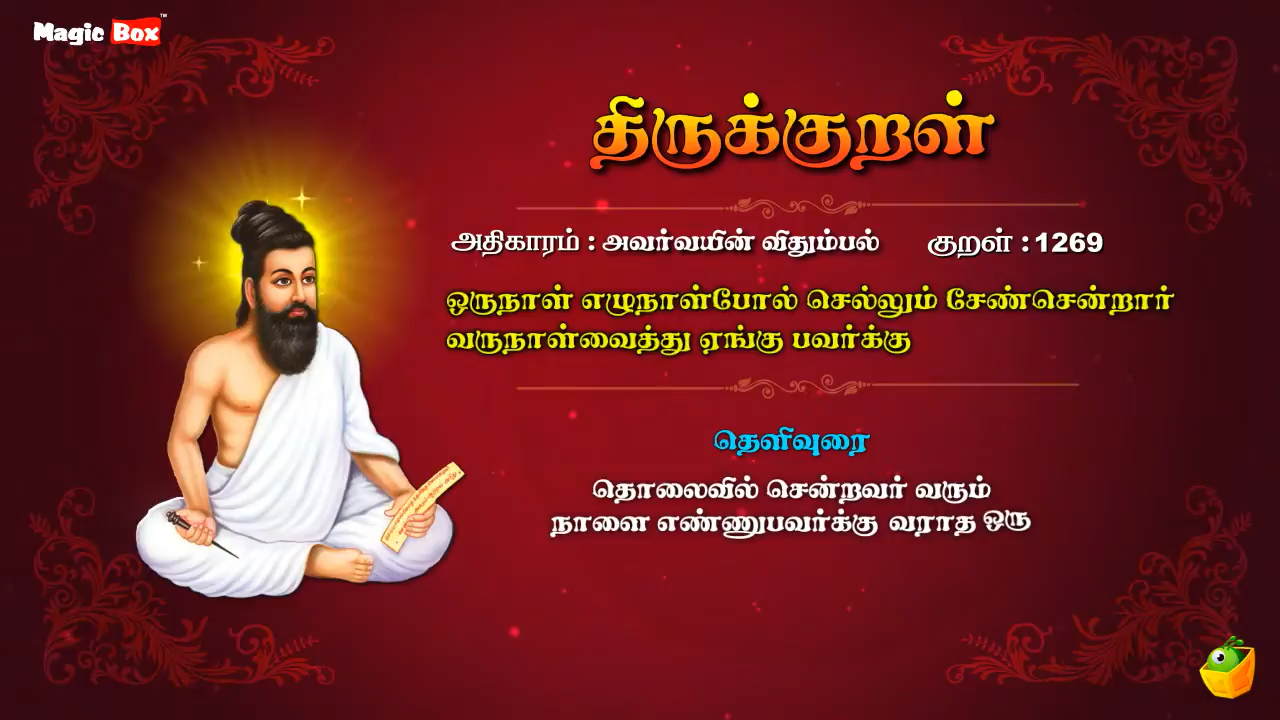 Magic Box™
திருக்குறள்
அதிகாரம் : அவர்வயின் விதும்பல் குறள் : 1269
ஒருநாள் எழுநாள்போல் செல்லும் சேண்சென்றார்
வருநாள்வைத்து ஏங்கு பவர்க்கு
தெளிவுரை
தொலைவில் சென்றவர் வரும்
நாளை எண்ணுபவர்க்கு வராத ஒரு